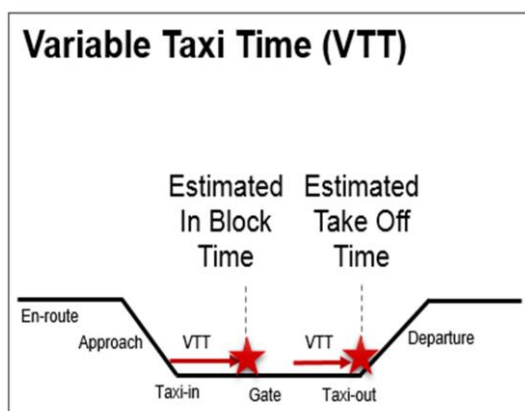 Variable Taxi Time (VTT)
Estimated
In Block
Time
Estimated
Take Off
Time
En-route
Approach
VTT
VTT
Departure
Taxi-in
Gate
Taxi-out